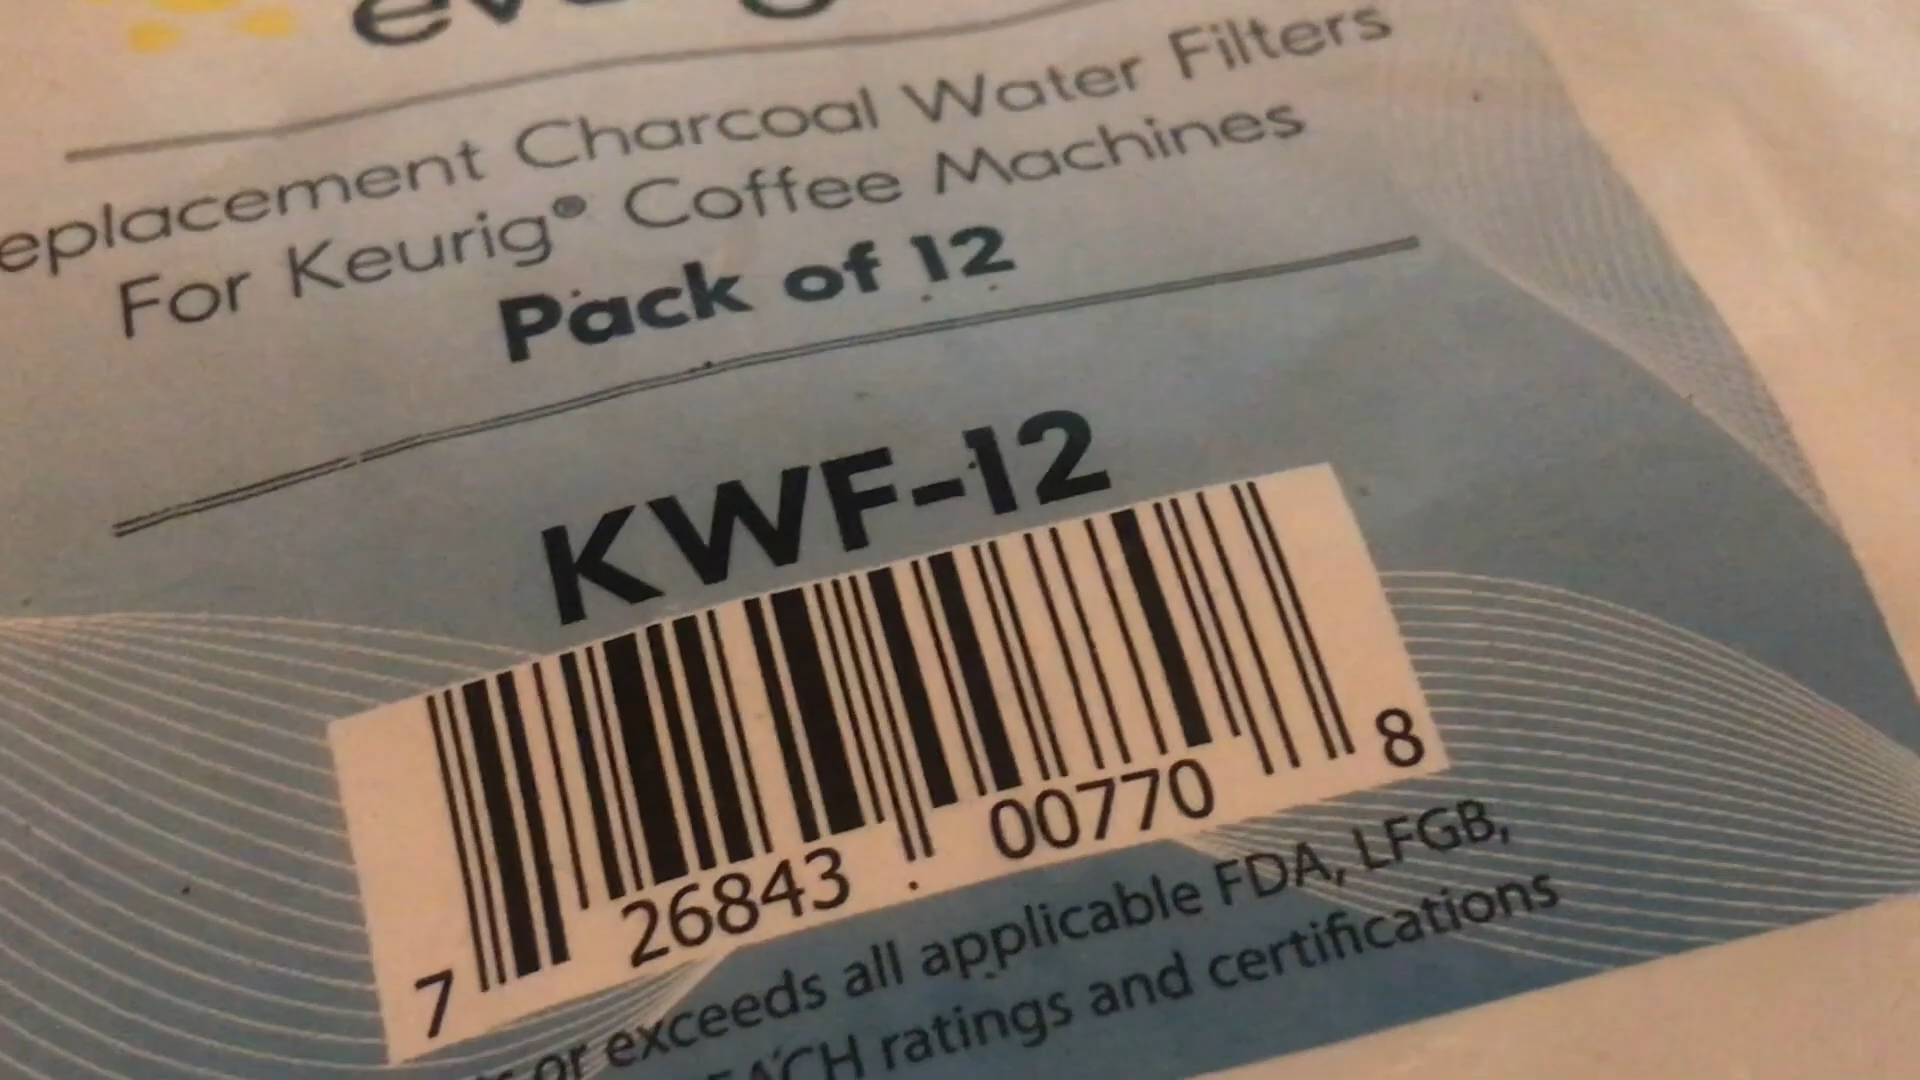 eplacement Charcoal Water Filters
For Keurig® Coffee Machines
Pack of 12
KWF-12
7 26843 00770 8
or exceeds all applicable FDA, LFGB,
EACH ratings and certifications